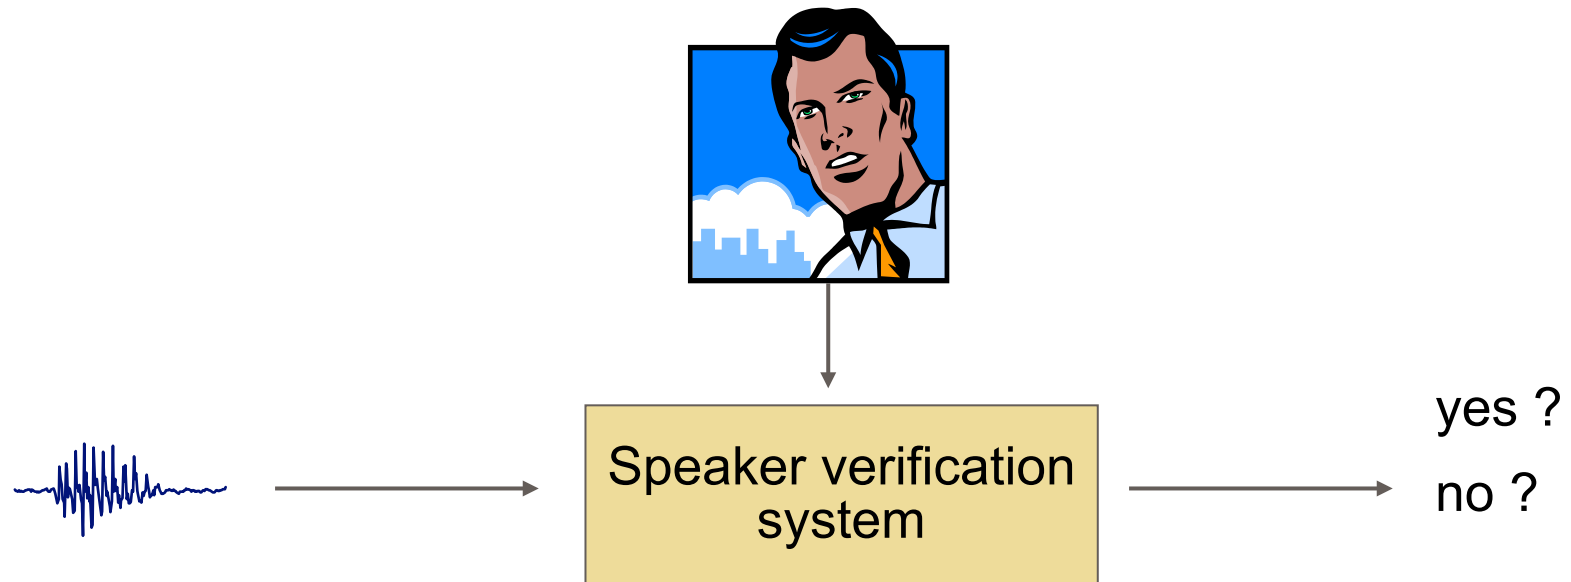 Speaker verification
system
yes ?
no ?